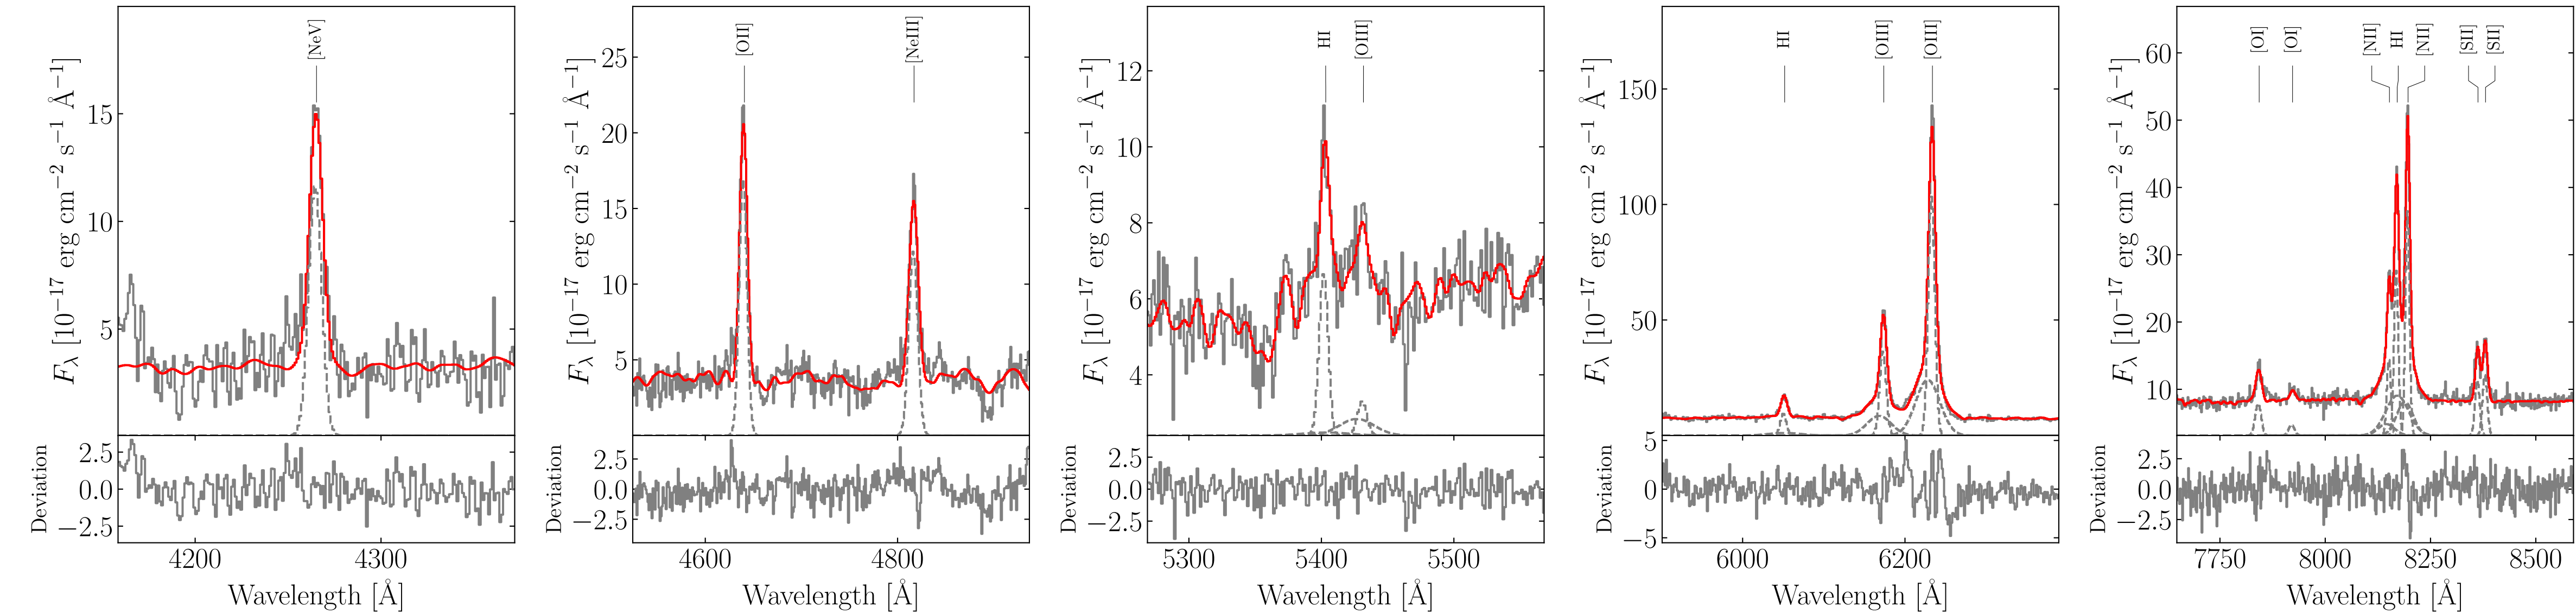 [NeV]
15
10
5
F_λ [10⁻¹⁷ erg cm⁻² s⁻¹ Å⁻¹]
2.5
0.0
−2.5
Deviation
4200 4300
Wavelength [Å]
[OII] [NeIII]
25
20
15
10
5
F_λ [10⁻¹⁷ erg cm⁻² s⁻¹ Å⁻¹]
2.5
0.0
−2.5
Deviation
4600 4800
Wavelength [Å]
HI [OIII]
12
10
8
6
4
F_λ [10⁻¹⁷ erg cm⁻² s⁻¹ Å⁻¹]
2.5
0.0
−2.5
Deviation
5300 5400 5500
Wavelength [Å]
HI [OIII] [OIII]
150
100
50
F_λ [10⁻¹⁷ erg cm⁻² s⁻¹ Å⁻¹]
5
0
−5
Deviation
6000 6200
Wavelength [Å]
[OI] [OI] [NII] HI [NII] [SII] [SII]
60
50
40
30
20
10
F_λ [10⁻¹⁷ erg cm⁻² s⁻¹ Å⁻¹]
2.5
0.0
−2.5
Deviation
7750 8000 8250 8500
Wavelength [Å]